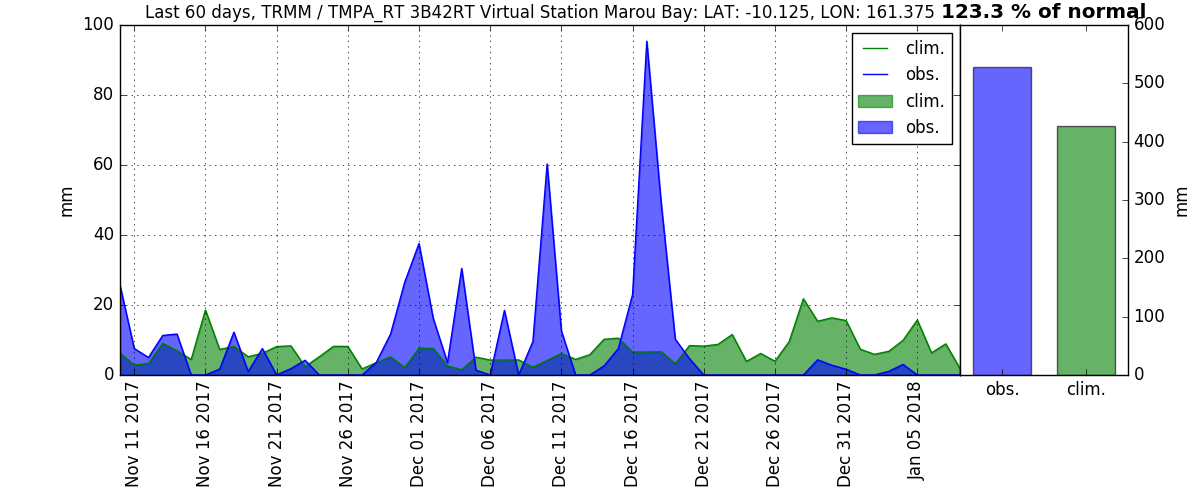 Last 60 days, TRMM / TMPA_RT 3B42RT Virtual Station Marou Bay: LAT: -10.125, LON: 161.375 123.3 % of normal
100
80
60
40
20
0
mm
clim.
obs.
clim.
obs.
600
500
400
300
200
100
0
mm
obs. clim.
Nov 11 2017
Nov 16 2017
Nov 21 2017
Nov 26 2017
Dec 01 2017
Dec 06 2017
Dec 11 2017
Dec 16 2017
Dec 21 2017
Dec 26 2017
Dec 31 2017
Jan 05 2018